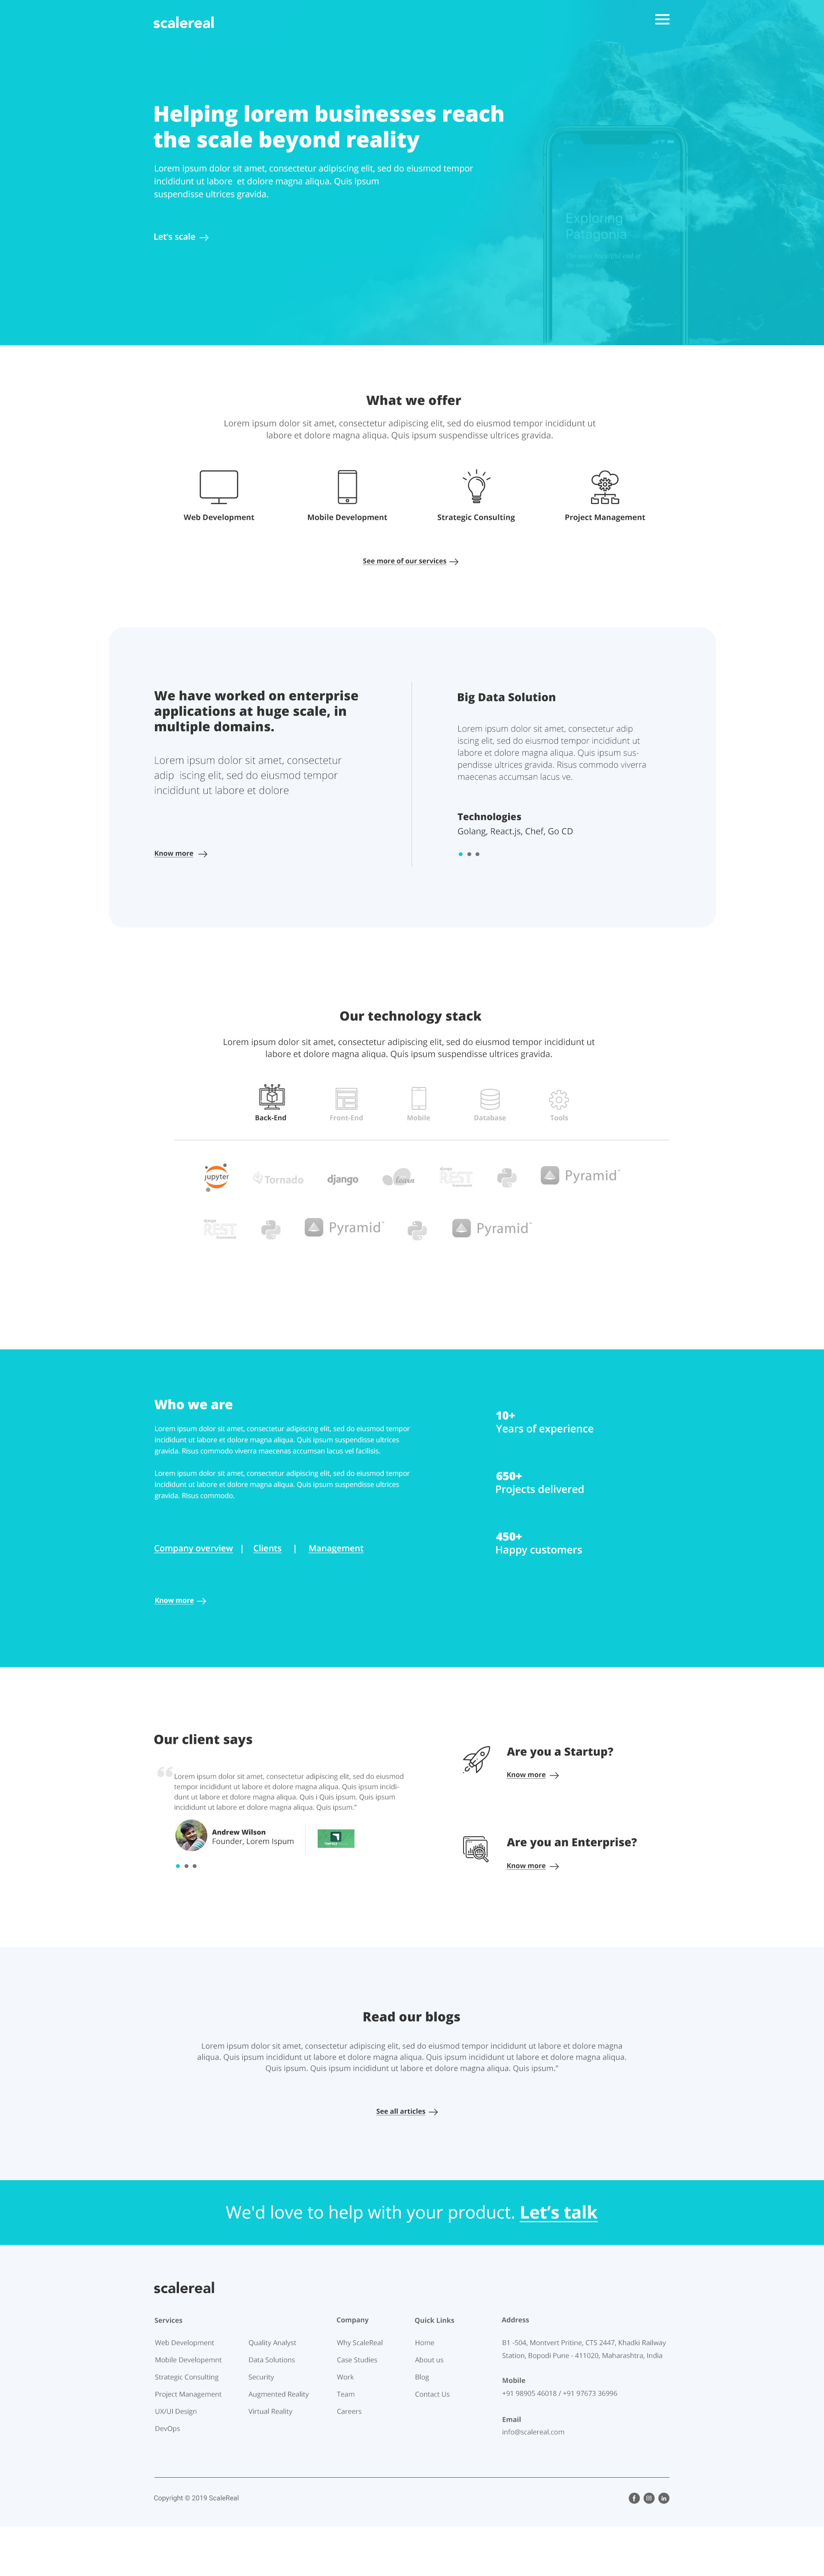 scalereal
Helping lorem businesses reach
the scale beyond reality
Lorem ipsum dolor sit amet, consectetur adipiscing elit, sed do eiusmod tempor
incididunt ut labore  et dolore magna aliqua. Quis ipsum
suspendisse ultrices gravida.
Let's scale
Exploring
Patagonia
What we offer
Lorem ipsum dolor sit amet, consectetur adipiscing elit, sed do eiusmod tempor incididunt ut
labore et dolore magna aliqua. Quis ipsum suspendisse ultrices gravida.
Web Development
Mobile Development
Strategic Consulting
Project Management
See more of our services
We have worked on enterprise
applications at huge scale, in
multiple domains.
Lorem ipsum dolor sit amet, consectetur
adip  iscing elit, sed do eiusmod tempor
incididunt ut labore et dolore
Know more
Big Data Solution
Lorem ipsum dolor sit amet, consectetur adip
iscing elit, sed do eiusmod tempor incididunt ut
labore et dolore magna aliqua. Quis ipsum sus-
pendisse ultrices gravida. Risus commodo viverra
maecenas accumsan lacus ve.
Technologies
Golang, React.js, Chef, Go CD
Our technology stack
Lorem ipsum dolor sit amet, consectetur adipiscing elit, sed do eiusmod tempor incididunt ut
labore et dolore magna aliqua. Quis ipsum suspendisse ultrices gravida.
Back-End
Front-End
Mobile
Database
Tools
jupyter
Tornado
django
learn
django
REST
framework
Pyramid
django
REST
framework
Pyramid
Pyramid
Who we are
Lorem ipsum dolor sit amet, consectetur adipiscing elit, sed do eiusmod tempor
incididunt ut labore et dolore magna aliqua. Quis ipsum suspendisse ultrices
gravida. Risus commodo viverra maecenas accumsan lacus vel facilisis.
Lorem ipsum dolor sit amet, consectetur adipiscing elit, sed do eiusmod tempor
incididunt ut labore et dolore magna aliqua. Quis ipsum suspendisse ultrices
gravida. Risus commodo.
Company overview | Clients | Management
Know more
10+
Years of experience
650+
Projects delivered
450+
Happy customers
Our client says
“ Lorem ipsum dolor sit amet, consectetur adipiscing elit, sed do eiusmod
tempor incididunt ut labore et dolore magna aliqua. Quis ipsum incidi-
dunt ut labore et dolore magna aliqua. Quis i Quis ipsum. Quis ipsum
incididunt ut labore et dolore magna aliqua. Quis ipsum.”
Andrew Wilson
Founder, Lorem Ispum
Are you a Startup?
Know more
Are you an Enterprise?
Know more
Read our blogs
Lorem ipsum dolor sit amet, consectetur adipiscing elit, sed do eiusmod tempor incididunt ut labore et dolore magna
aliqua. Quis ipsum incididunt ut labore et dolore magna aliqua. Quis ipsum incididunt ut labore et dolore magna aliqua.
Quis ipsum. Quis ipsum incididunt ut labore et dolore magna aliqua. Quis ipsum.”
See all articles
We'd love to help with your product. Let’s talk
scalereal
Services
Web Development
Mobile Developemnt
Strategic Consulting
Project Management
UX/UI Design
DevOps
Quality Analyst
Data Solutions
Security
Augmented Reality
Virtual Reality
Company
Why ScaleReal
Case Studies
Work
Team
Careers
Quick Links
Home
About us
Blog
Contact Us
Address
B1 -504, Montvert Pritine, CTS 2447, Khadki Railway
Station, Bopodi Pune - 411020, Maharashtra, India
Mobile
+91 98905 46018 / +91 97673 36996
Email
info@scalereal.com
Copyright © 2019 ScaleReal